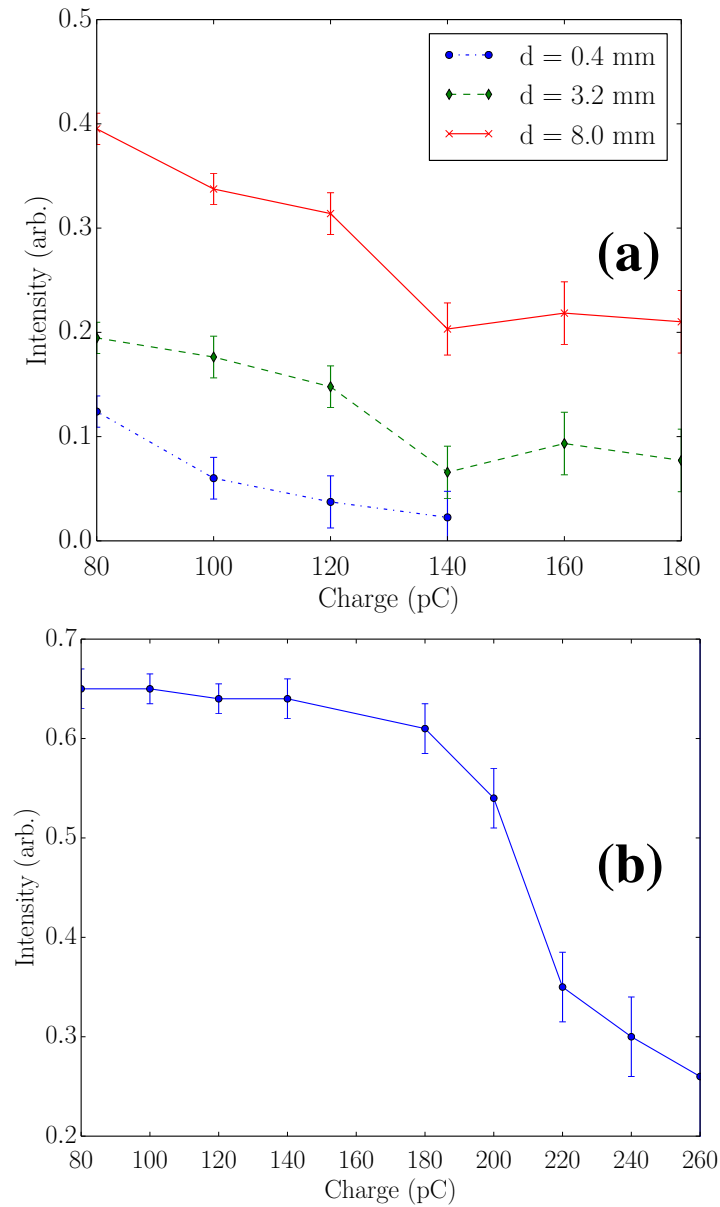 0.5
d = 0.4 mm
d = 3.2 mm
d = 8.0 mm
0.4
0.3
0.2
0.1
0.0
Intensity (arb.)
(a)
80 100 120 140 160 180
Charge (pC)
0.7
0.6
0.5
0.4
0.3
0.2
Intensity (arb.)
(b)
80 100 120 140 160 180 200 220 240 260
Charge (pC)